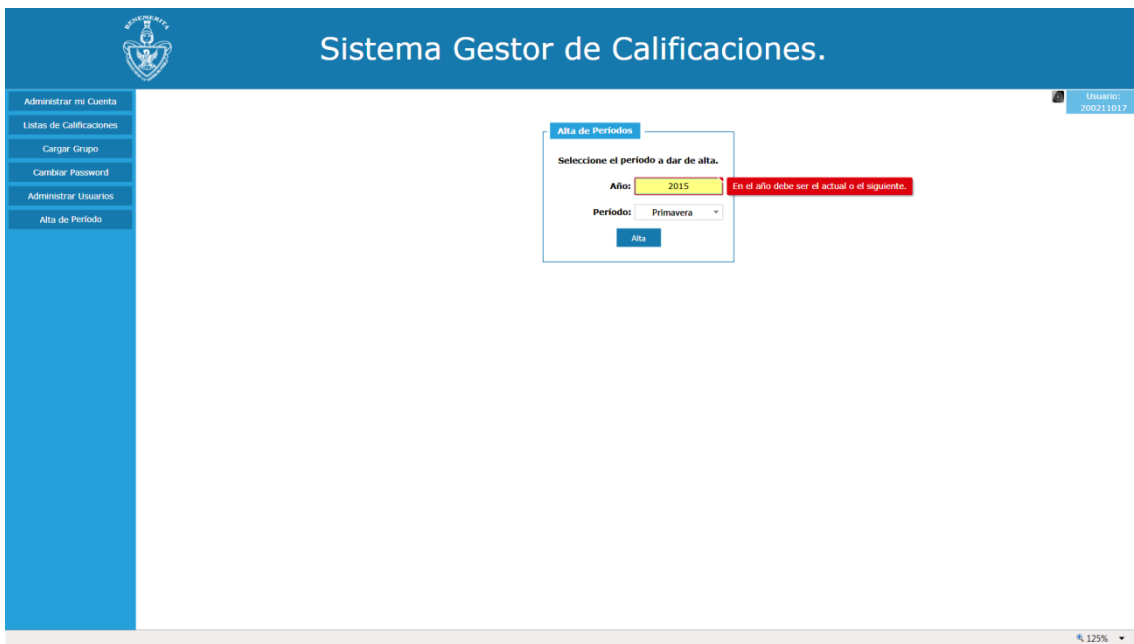 BENEMERITA
Sistema Gestor de Calificaciones.
Administrar mi Cuenta
Listas de Calificaciones
Cargar Grupo
Cambiar Password
Administrar Usuarios
Alta de Período
Usuario:
200211017
Alta de Períodos
Seleccione el período a dar de alta.
Año: 2015 En el año debe ser el actual o el siguiente.
Período: Primavera
Alta
125%